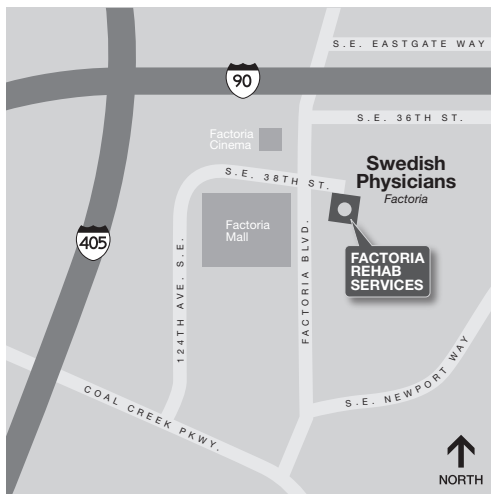 S.E. EASTGATE WAY
90
S.E. 36TH ST.
Factoria
Cinema
Swedish
Physicians
Factoria
S.E. 38TH ST.
Factoria
Mall
405
FACTORIA
REHAB
SERVICES
124TH AVE. S.E.
FACTORIA BLVD.
S.E. NEWPORT WAY
COAL CREEK PKWY.
NORTH